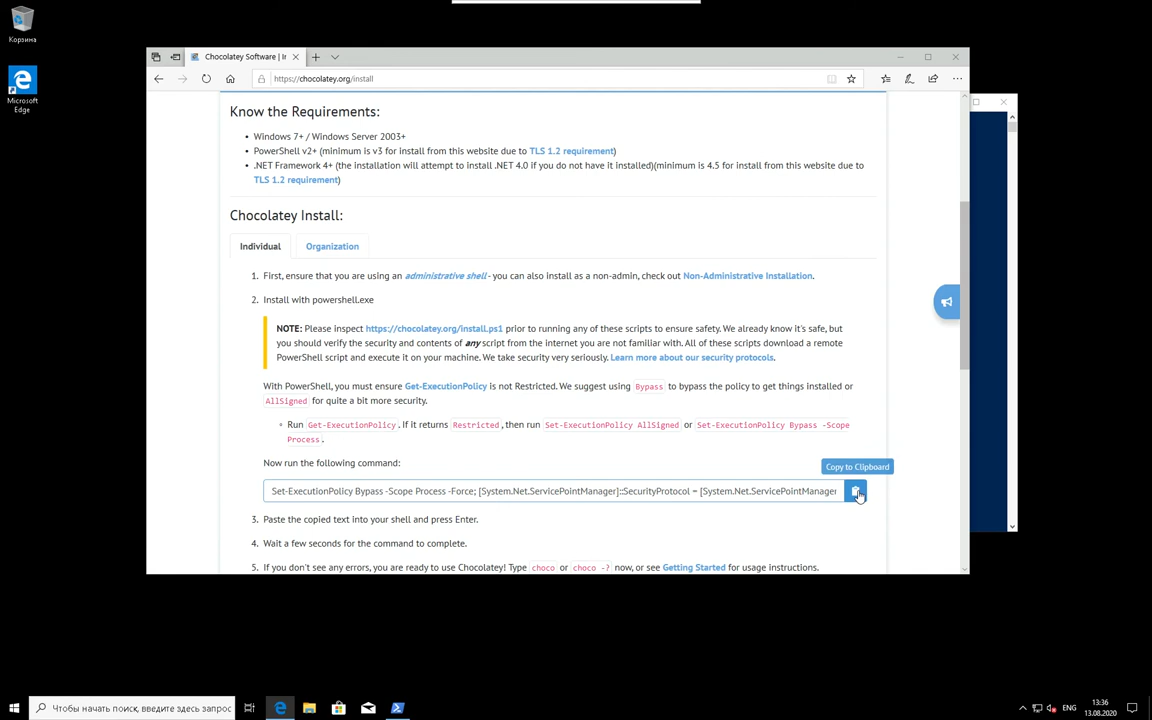 Корзина
Microsoft
Edge
Chocolatey Software | Ir
https://chocolatey.org/install
Know the Requirements:
• Windows 7+ / Windows Server 2003+
• PowerShell v2+ (minimum is v3 for install from this website due to TLS 1.2 requirement)
• .NET Framework 4+ (the installation will attempt to install .NET 4.0 if you do not have it installed)(minimum is 4.5 for install from this website due to
TLS 1.2 requirement)
Chocolatey Install:
Individual
Organization
1. First, ensure that you are using an administrative shell - you can also install as a non-admin, check out Non-Administrative Installation.
2. Install with powershell.exe
NOTE: Please inspect https://chocolatey.org/install.ps1 prior to running any of these scripts to ensure safety. We already know it's safe, but
you should verify the security and contents of any script from the internet you are not familiar with. All of these scripts download a remote
PowerShell script and execute it on your machine. We take security very seriously. Learn more about our security protocols.
With PowerShell, you must ensure Get-ExecutionPolicy is not Restricted. We suggest using Bypass to bypass the policy to get things installed or
AllSigned for quite a bit more security.
Run Get-ExecutionPolicy. If it returns Restricted, then run Set-ExecutionPolicy AllSigned or Set-ExecutionPolicy Bypass -Scope
Process.
Now run the following command:
Copy to Clipboard
Set-ExecutionPolicy Bypass -Scope Process -Force; [System.Net.ServicePointManager]::SecurityProtocol = [System.Net.ServicePointManager
3. Paste the copied text into your shell and press Enter.
4. Wait a few seconds for the command to complete.
5. If you don't see any errors, you are ready to use Chocolatey! Type choco or choco -? now, or see Getting Started for usage instructions.
Чтобы начать поиск, введите здесь запрос
ENG
13:36
13.08.2020